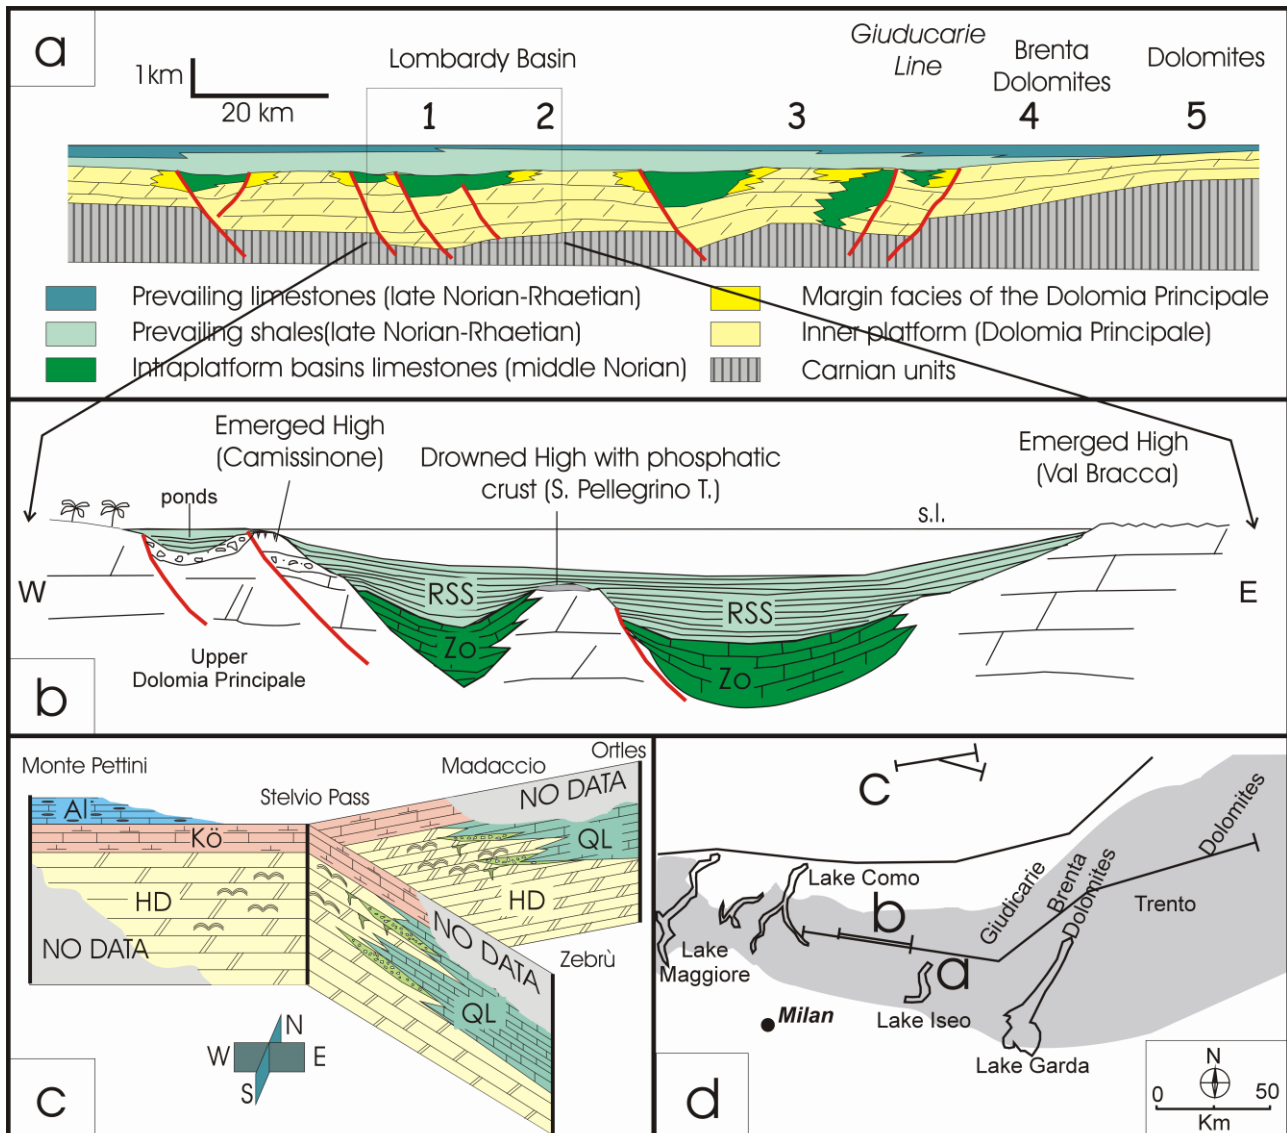 a
1km
20 km
Lombardy Basin
Giuducarie
Line
Brenta
Dolomites
Dolomites
1
2
3
4
5
Prevailing limestones (late Norian-Rhaetian)
Prevailing shales(late Norian-Rhaetian)
Intraplatform basins limestones (middle Norian)
Margin facies of the Dolomia Principale
Inner platform (Dolomia Principale)
Carnian units
b
Emerged High
(Camissinone)
Drowned High with phosphatic
crust (S. Pellegrino T.)
Emerged High
(Val Bracca)
ponds
s.l.
W
E
RSS
RSS
Zo
Zo
Upper
Dolomia Principale
c
Monte Pettini
Stelvio Pass
Madaccio
Ortles
Zebrù
Al
Kö
HD
NO DATA
NO DATA
QL
HD
NO DATA
QL
N
W
E
S
d
c
b
a
Lake Como
Lake
Maggiore
Milan
Lake Iseo
Lake Garda
Giudicarie
Brenta
Dolomites
Dolomites
Trento
N
0
50
Km